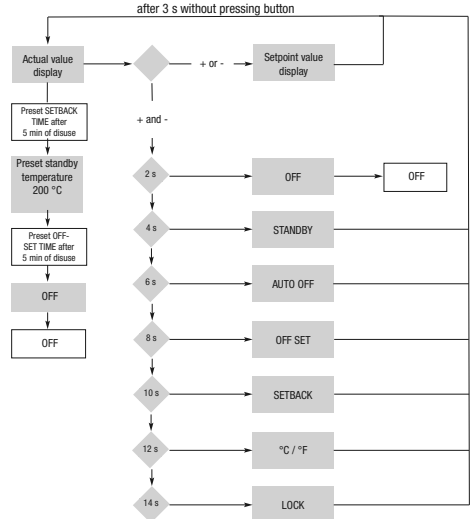 after 3 s without pressing button
Actual value
display
+ or -
Setpoint value
display
Preset SETBACK
TIME after
5 min of disuse
+ and -
Preset standby
temperature
200 °C
2 s
OFF
OFF
Preset OFF-
SET TIME after
5 min of disuse
4 s
STANDBY
OFF
6 s
AUTO OFF
OFF
8 s
OFF SET
10 s
SETBACK
12 s
°C / °F
14 s
LOCK